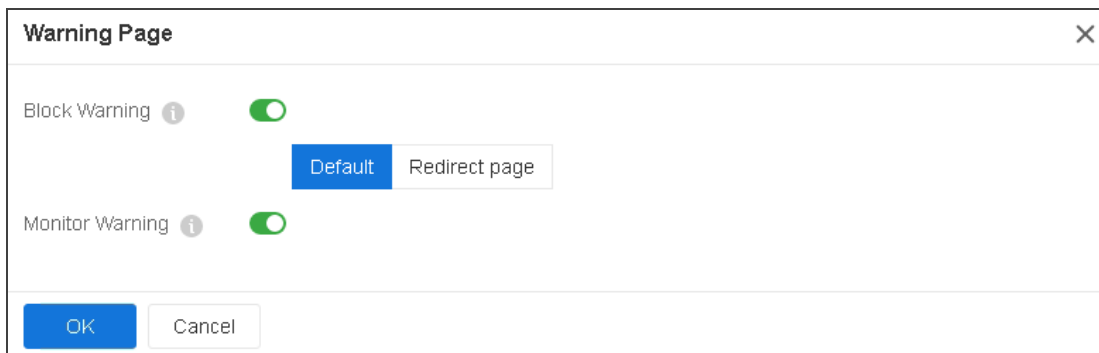 Warning Page
Block Warning
Default Redirect page
Monitor Warning
OK Cancel